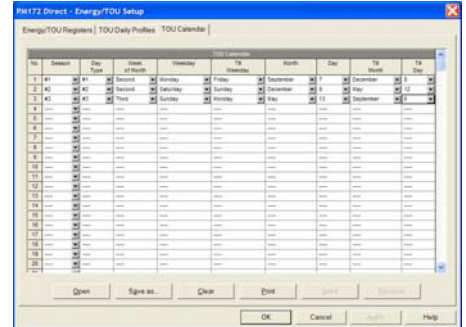 PM172 Direct - Energy/TOU Setup
Energy/TOU Registers | TOU Daily Profiles | TOU Calendar
TOU Calendar
No. Season Day Type Week of Month Weekday Till Weekday Month Day Till Month Till Day
1 #1 #1 Second Monday Friday September 7 December 8
2 #2 #2 Second Saturday Sunday December 9 May 12
3 #3 #3 Third Sunday Monday May 13 September 6
4 ---- ---- ---- ---- ---- ---- ---- ---- ----
5 ---- ---- ---- ---- ---- ---- ---- ---- ----
6 ---- ---- ---- ---- ---- ---- ---- ---- ----
7 ---- ---- ---- ---- ---- ---- ---- ---- ----
8 ---- ---- ---- ---- ---- ---- ---- ---- ----
9 ---- ---- ---- ---- ---- ---- ---- ---- ----
10 ---- ---- ---- ---- ---- ---- ---- ---- ----
11 ---- ---- ---- ---- ---- ---- ---- ---- ----
12 ---- ---- ---- ---- ---- ---- ---- ---- ----
13 ---- ---- ---- ---- ---- ---- ---- ---- ----
14 ---- ---- ---- ---- ---- ---- ---- ---- ----
15 ---- ---- ---- ---- ---- ---- ---- ---- ----
16 ---- ---- ---- ---- ---- ---- ---- ---- ----
17 ---- ---- ---- ---- ---- ---- ---- ---- ----
18 ---- ---- ---- ---- ---- ---- ---- ---- ----
19 ---- ---- ---- ---- ---- ---- ---- ---- ----
20 ---- ---- ---- ---- ---- ---- ---- ---- ----
Open Save as... Clear Print Send Receive
OK Cancel Apply Help